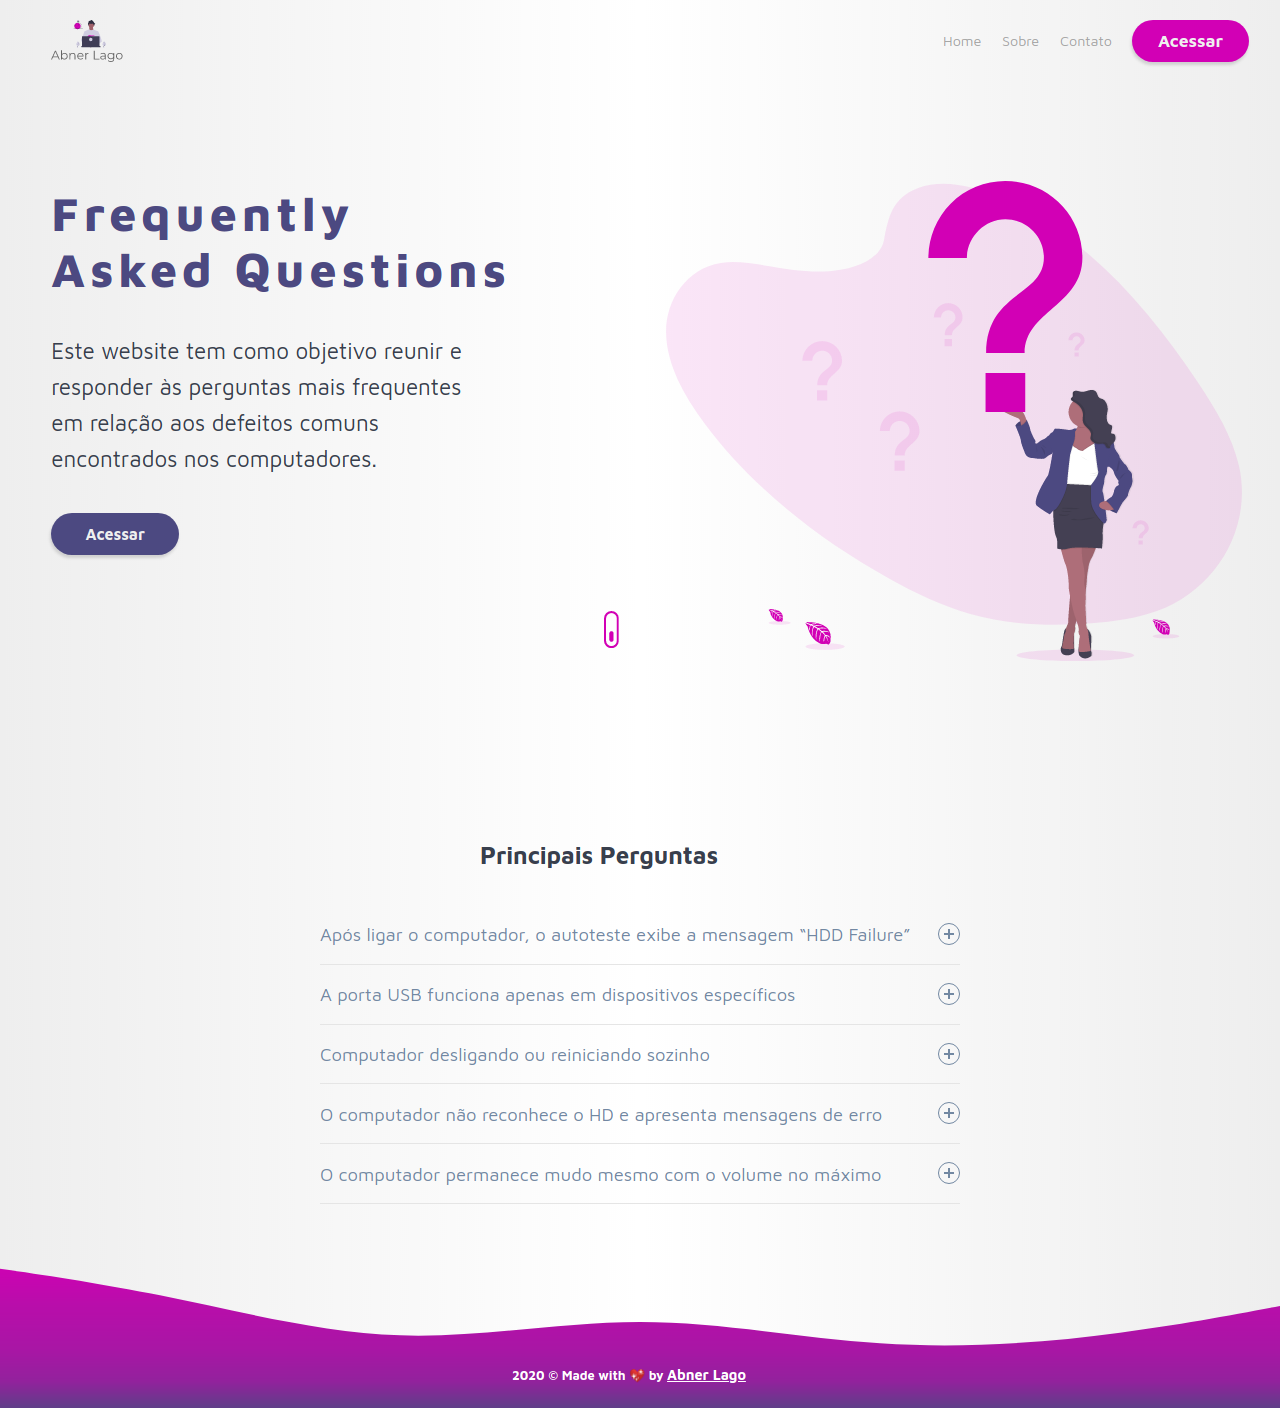 Abner Lago
Home Sobre Contato Acessar
Frequently
Asked Questions
Este website tem como objetivo reunir e
responder às perguntas mais frequentes
em relação aos defeitos comuns
encontrados nos computadores.
Acessar
?
?
?
?
?
?
Principais Perguntas
Após ligar o computador, o autoteste exibe a mensagem “HDD Failure”
A porta USB funciona apenas em dispositivos específicos
Computador desligando ou reiniciando sozinho
O computador não reconhece o HD e apresenta mensagens de erro
O computador permanece mudo mesmo com o volume no máximo
2020 © Made with 💖 by Abner Lago